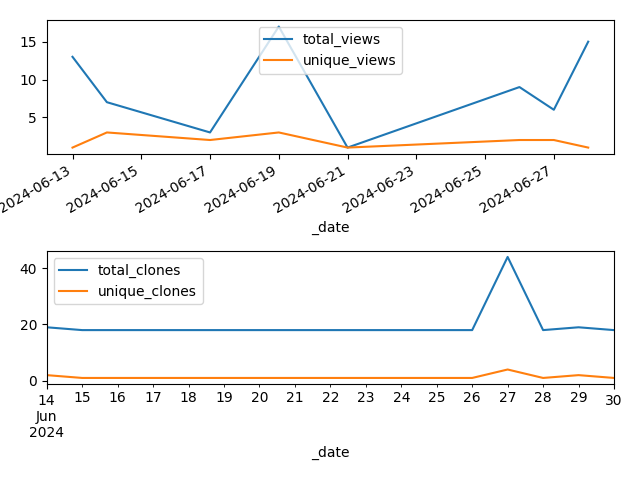 15
10
5
total_views
unique_views
2024-06-13
2024-06-15
2024-06-17
2024-06-19
2024-06-21
2024-06-23
2024-06-25
2024-06-27
_date
40
20
0
total_clones
unique_clones
14 15 16 17 18 19 20 21 22 23 24 25 26 27 28 29 30
Jun
2024
_date